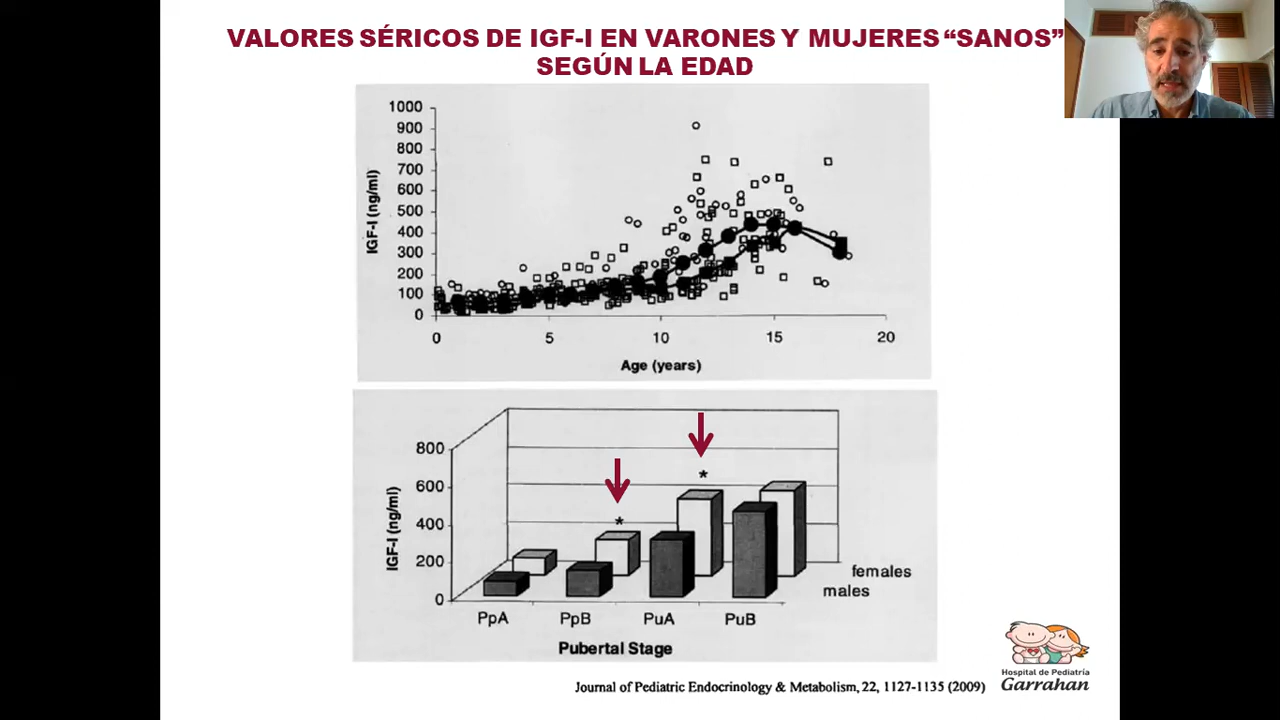 VALORES SÉRICOS DE IGF-I EN VARONES Y MUJERES “SANOS”
SEGÚN LA EDAD
1000
900
800
700
600
500
400
300
200
100
0
IGF-I (ng/ml)
0 5 10 15 20
Age (years)
800
600
400
200
0
IGF-I (ng/ml)
*
*
females
males
PpA PpB PuA PuB
Pubertal Stage
Journal of Pediatric Endocrinology & Metabolism, 22, 1127-1135 (2009)
Hospital de Pediatría
Garrahan